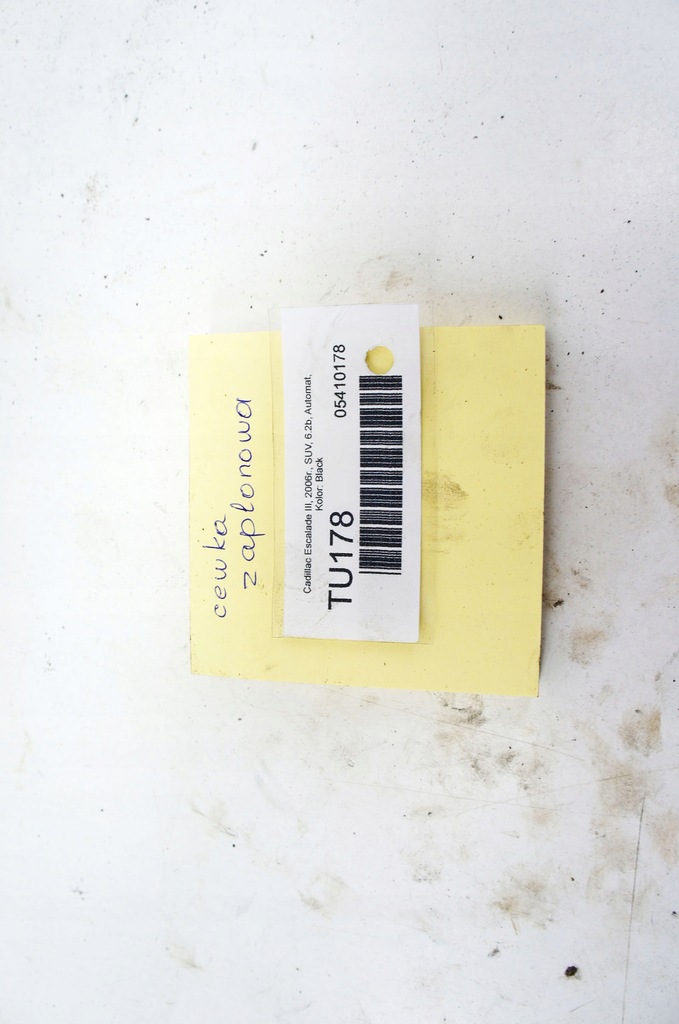 cewka
zapłonowa
Cadillac Escalade III, 2006r., SUV, 6.2b, Automat,
Kolor: Black
TU178
05410178